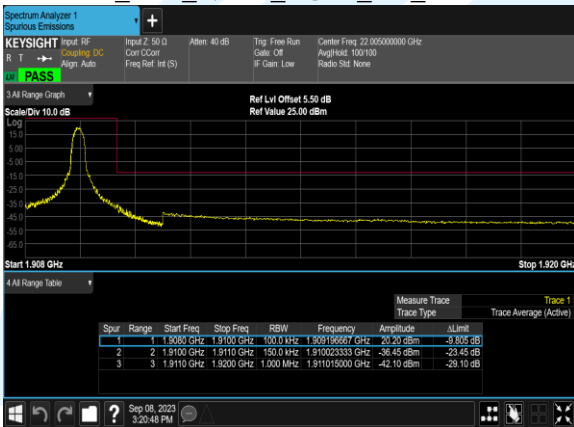 Spectrum Analyzer 1
Spurious Emissions
KEYSIGHT Input: RF
R T Coupling: DC
Align: Auto
LXI PASS
Input Z: 50 Ω
Corr CCorr
Freq Ref: Int (S)
Atten: 40 dB
Trig: Free Run
Gate: Off
IF Gain: Low
Center Freq: 22.005000000 GHz
Avg|Hold: 100/100
Radio Std: None
3 All Range Graph
Scale/Div 10.0 dB
Ref Lvl Offset 5.50 dB
Ref Value 25.00 dBm
Log
15.0
5.00
-5.00
-15.0
-25.0
-35.0
-45.0
-55.0
-65.0
Start 1.908 GHz Stop 1.920 GHz
4 All Range Table
Measure Trace Trace 1
Trace Type Trace Average (Active)
Spur Range Start Freq Stop Freq RBW Frequency Amplitude ΔLimit
1 1 1.9080 GHz 1.9100 GHz 100.0 kHz 1.909196667 GHz 20.20 dBm -9.805 dB
2 2 1.9100 GHz 1.9110 GHz 150.0 kHz 1.910023333 GHz -36.45 dBm -23.45 dB
3 3 1.9110 GHz 1.9200 GHz 1.000 MHz 1.911015000 GHz -42.10 dBm -29.10 dB
? Sep 08, 2023
3:20:48 PM